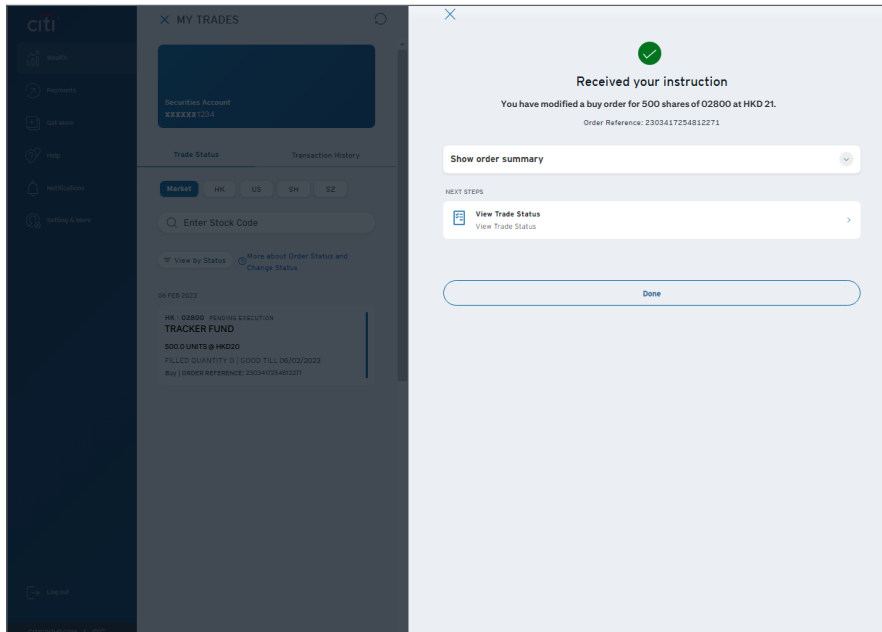 citi
MY TRADES
Wealth
Payments
Get More
Help
Notifications
Setting & More
Log out
Securities Account
XXXXXX1234
Trade Status
Transaction History
Market
HK
US
SH
SZ
Enter Stock Code
View by Status
More about Order Status and
Change Status
06 FEB 2023
HK - 02800 PENDING EXECUTION
TRACKER FUND
500.0 UNITS @ HKD20
FILLED QUANTITY 0 | GOOD TILL 06/02/2023
Buy | ORDER REFERENCE: 2303417254812271
Received your instruction
You have modified a buy order for 500 shares of 02800 at HKD 21.
Order Reference: 2303417254812271
Show order summary
NEXT STEPS
View Trade Status
View Trade Status
Done